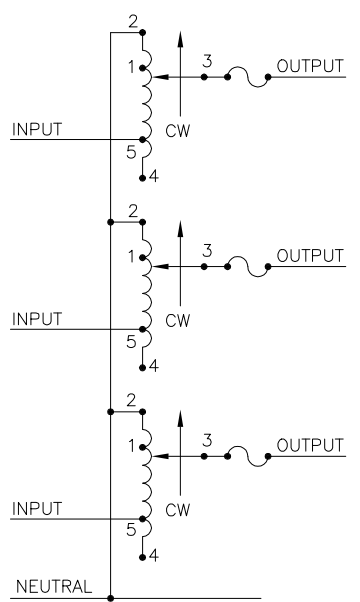 2
1 3 OUTPUT
INPUT 5 CW
4
2
1 3 OUTPUT
INPUT 5 CW
4
2
1 3 OUTPUT
INPUT 5 CW
4
NEUTRAL